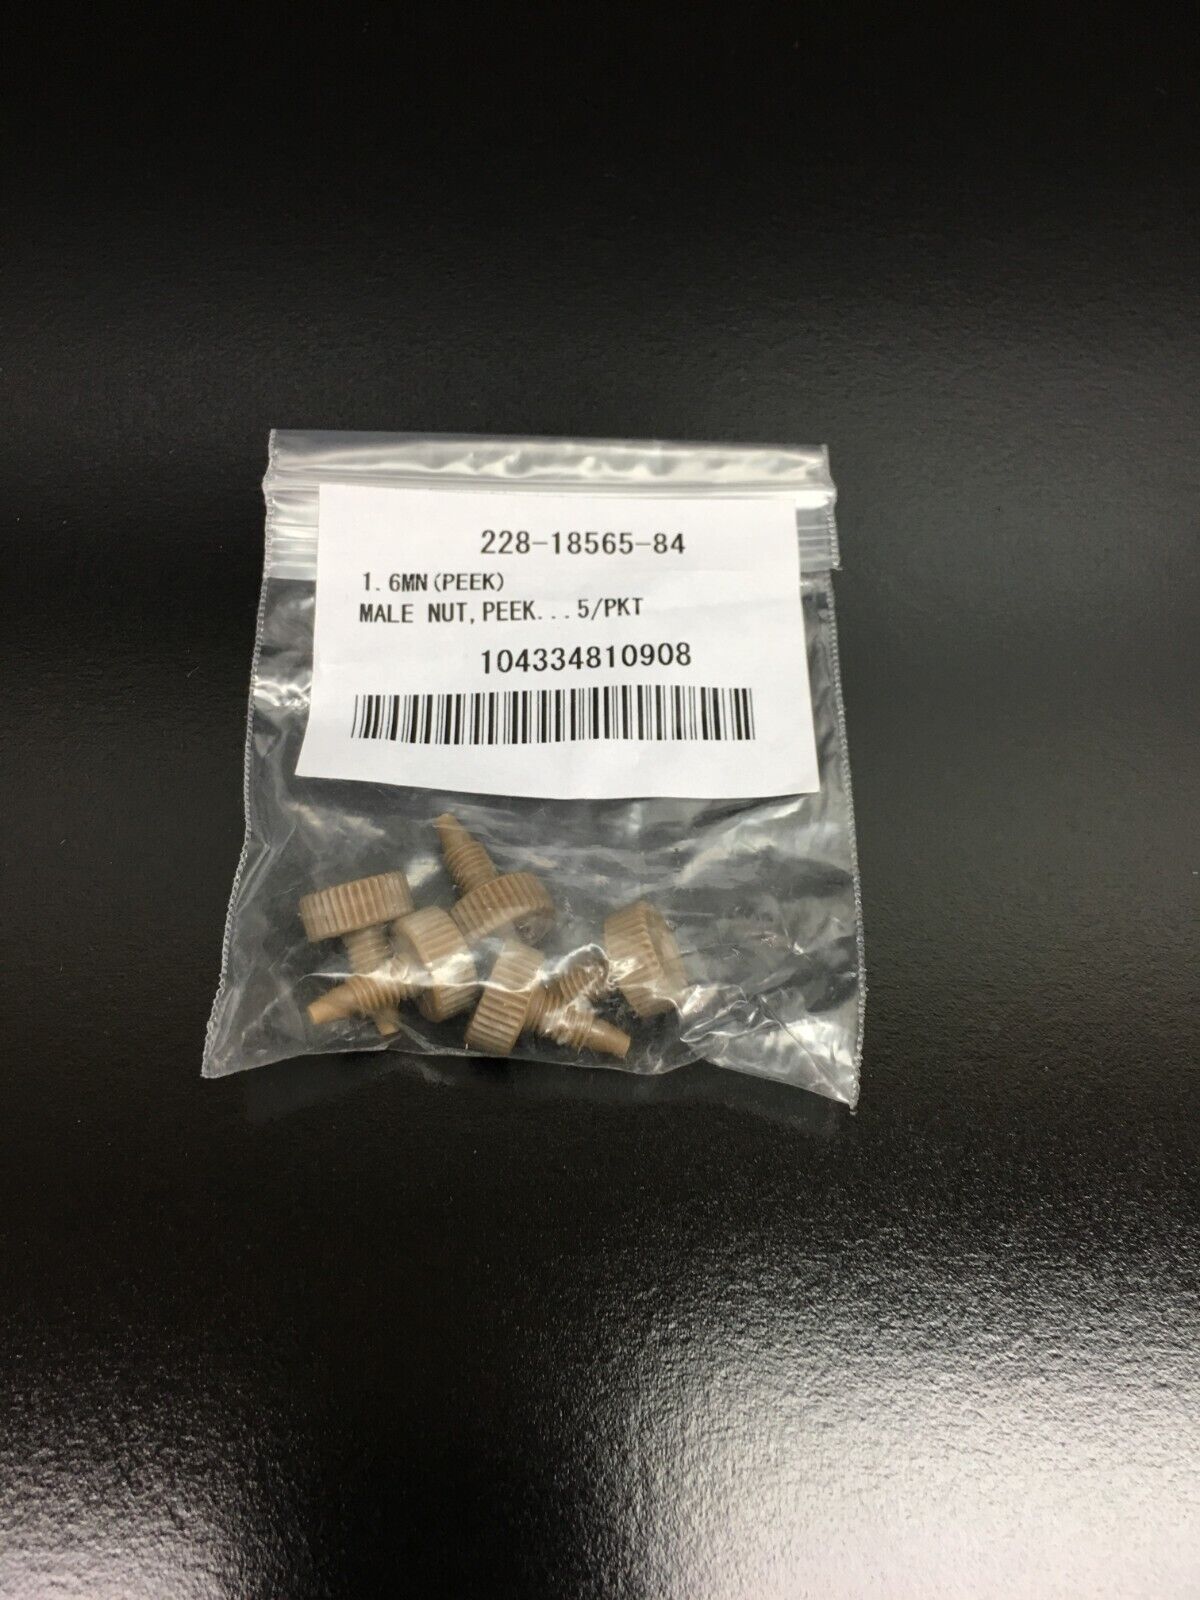 228-18565-84
1.6MN(PEEK)
MALE NUT,PEEK...5/PKT
104334810908